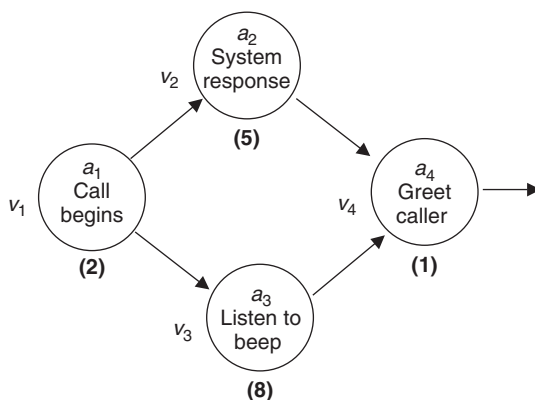 a2
System
response
v2
(5)
a1
Call
begins
v1
(2)
a4
Greet
caller
v4
(1)
a3
Listen to
beep
v3
(8)